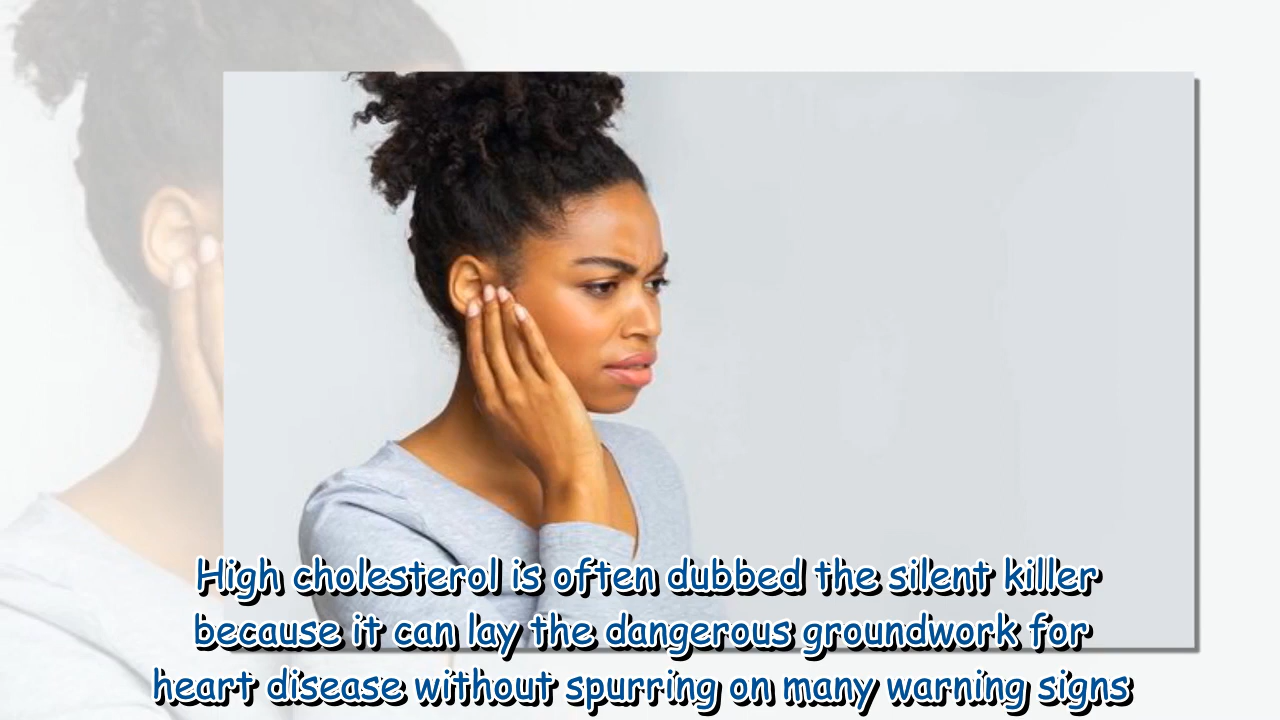 High cholesterol is often dubbed the silent killer
because it can lay the dangerous groundwork for
heart disease without spurring on many warning signs